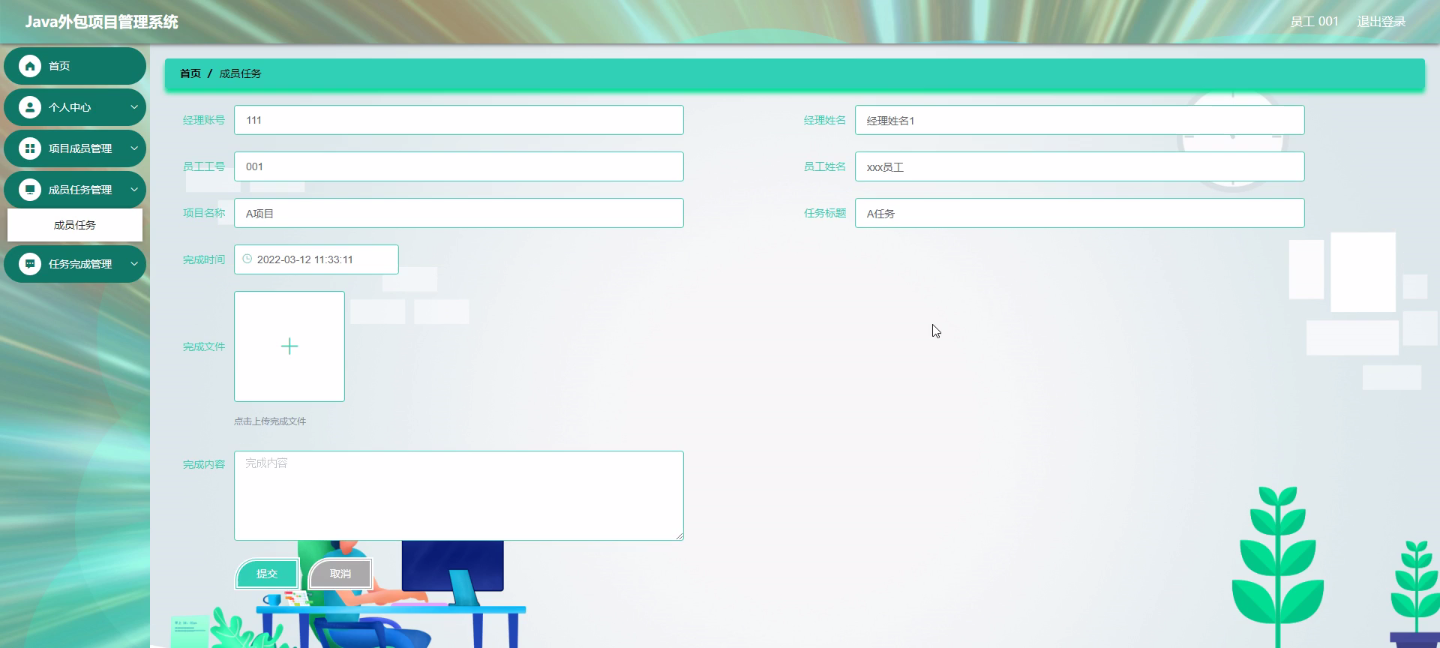 Java外包项目管理系统
员工 001 退出登录
首页
个人中心
项目成员管理
成员任务管理
成员任务
任务完成管理
首页 / 成员任务
经理账号 111
经理姓名 经理姓名1
员工工号 001
员工姓名 xxx员工
项目名称 A项目
任务标题 A任务
完成时间 2022-03-12 11:33:11
完成文件
点击上传完成文件
完成内容 完成内容
提交 取消